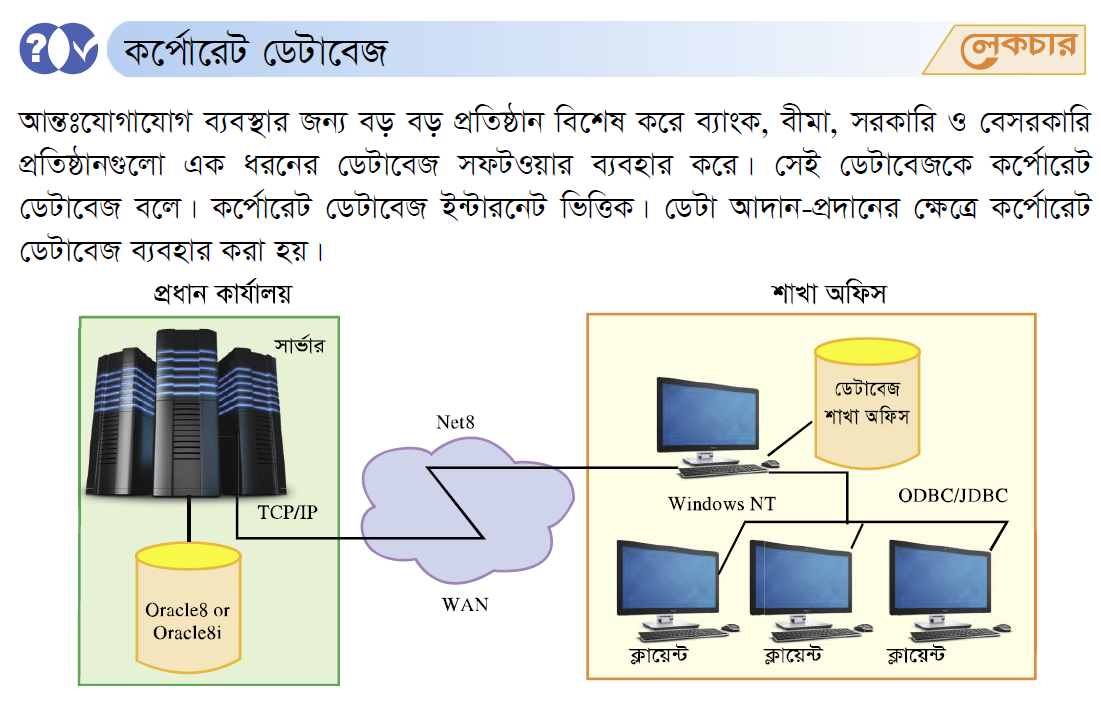 কর্পোরেট ডেটাবেজ
লেকচার
আন্তঃযোগাযোগ ব্যবস্থার জন্য বড় বড় প্রতিষ্ঠান বিশেষ করে ব্যাংক, বীমা, সরকারি ও বেসরকারি
প্রতিষ্ঠানগুলো এক ধরনের ডেটাবেজ সফটওয়ার ব্যবহার করে। সেই ডেটাবেজকে কর্পোরেট
ডেটাবেজ বলে। কর্পোরেট ডেটাবেজ ইন্টারনেট ভিত্তিক। ডেটা আদান-প্রদানের ক্ষেত্রে কর্পোরেট
ডেটাবেজ ব্যবহার করা হয়।
প্রধান কার্যালয়
শাখা অফিস
সার্ভার
ডেটাবেজ
শাখা অফিস
Net8
Windows NT
ODBC/JDBC
TCP/IP
WAN
Oracle8 or
Oracle8i
ক্লায়েন্ট
ক্লায়েন্ট
ক্লায়েন্ট